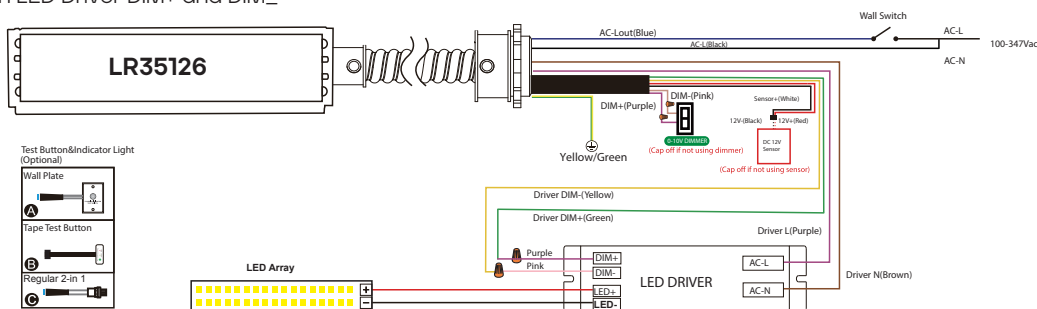 LED Driver DIM+ and DIM_
Wall Switch
AC-Lout(Blue)
AC-L
AC-L(Black)
100-347Vac
AC-N
LR35126
DIM-(Pink)
DIM+(Purple)
Sensor+(White)
12V-(Black)
12V+(Red)
0-10V DIMMER
(Cap off if not using dimmer)
DC 12V
Sensor
(Cap off if not using sensor)
Yellow/Green
Test Button&Indicator Light
(Optional)
Wall Plate
A
Tape Test Button
B
Regular 2-in 1
C
Driver DIM-(Yellow)
Driver DIM+(Green)
Driver L(Purple)
Purple
Pink
DIM+
DIM-
LED DRIVER
AC-L
AC-N
Driver N(Brown)
LED Array
+
−
LED+
LED-